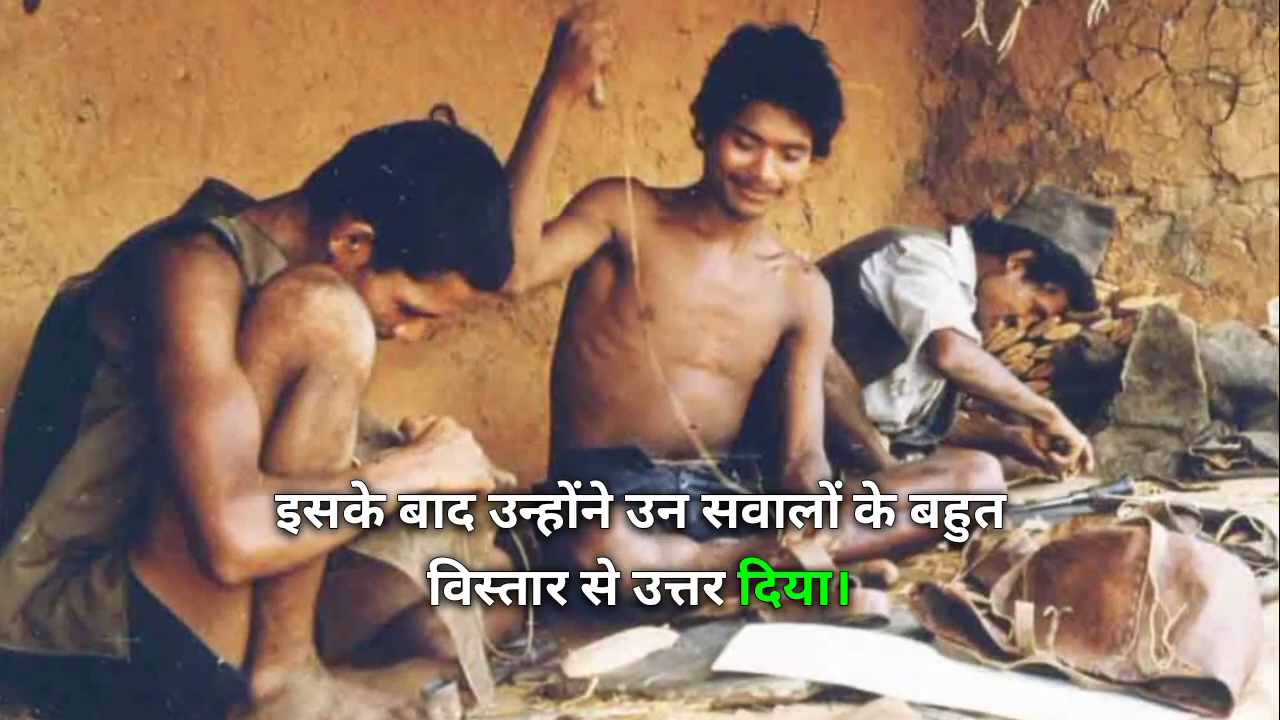 इसके बाद उन्होंने उन सवालों के बहुत
विस्तार से उत्तर दिया।